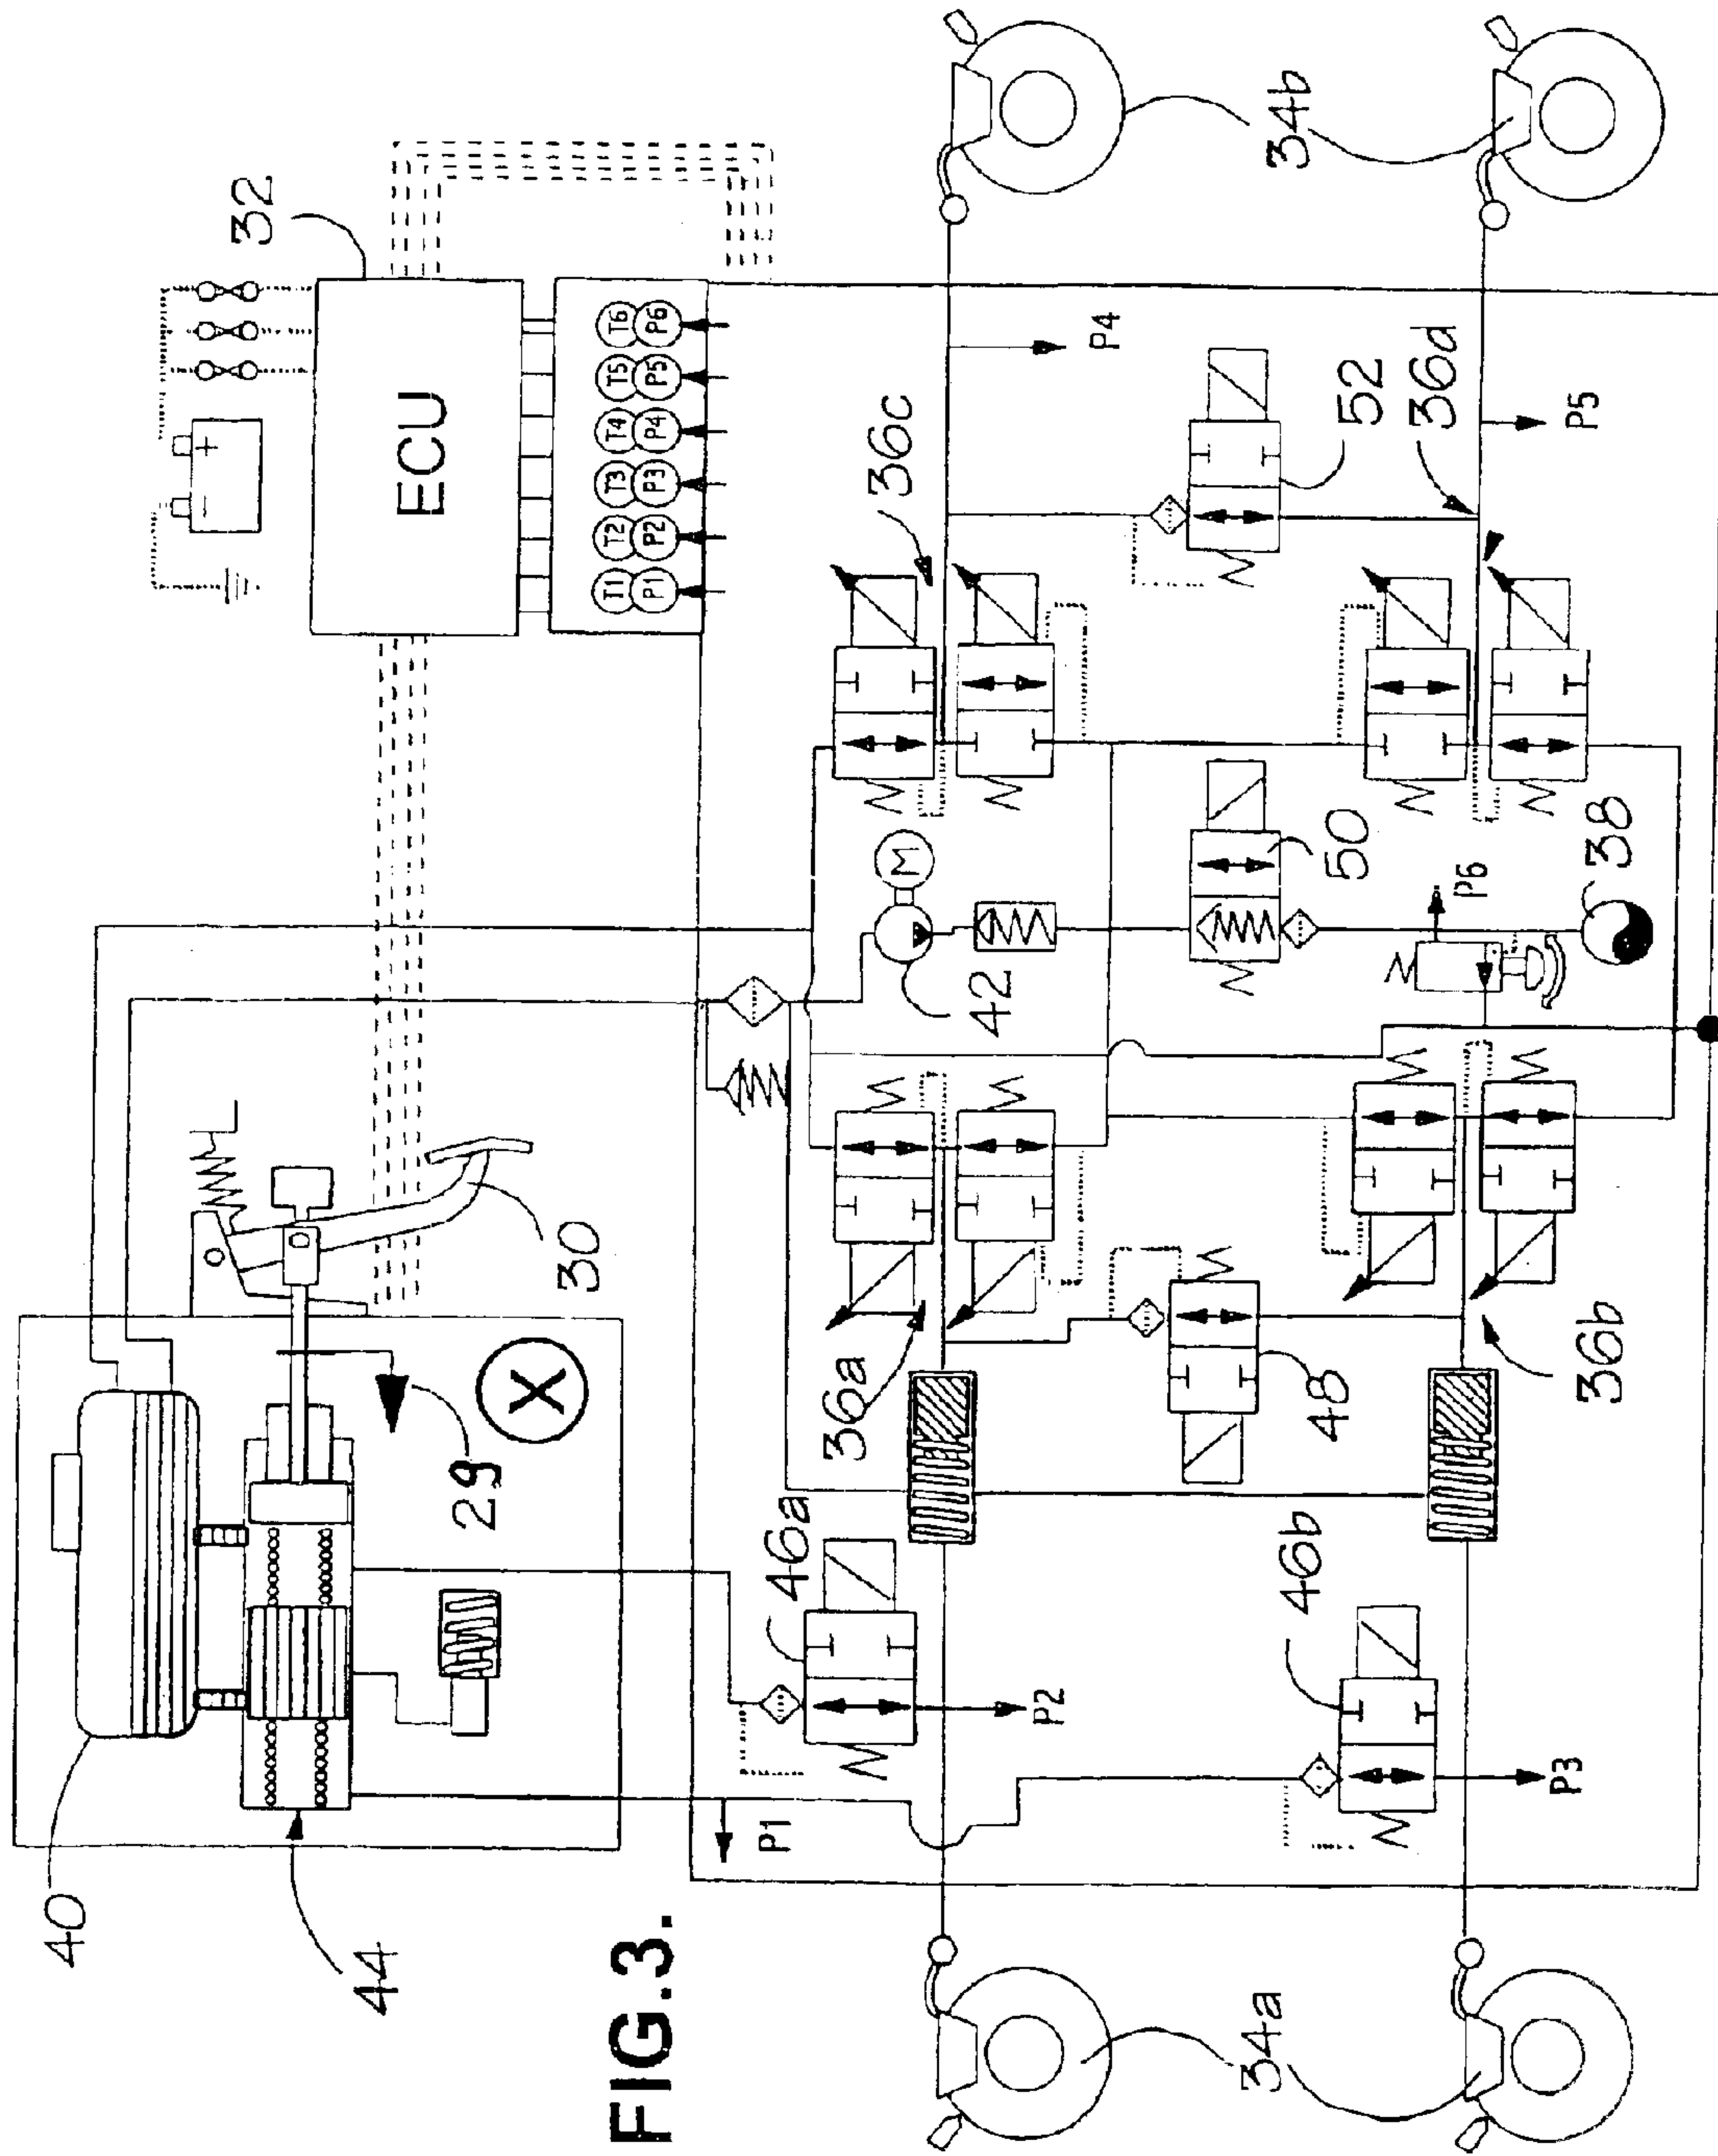 FIG.3.
40
44
29
X
30
32
+
−
ECU
T1 T2 T3 T4 T5 T6
P1 P2 P3 P4 P5 P6
P1
46a
P2
46b
P3
36a
48
36b
42
M
50
P6
38
36c
52
36d
P4
P5
34a
34b